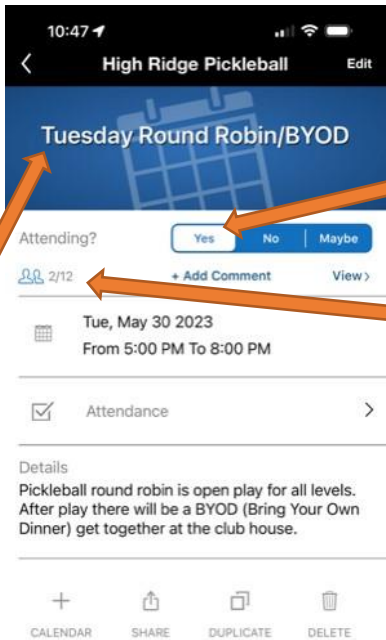 10:47
High Ridge Pickleball Edit
Tuesday Round Robin/BYOD
Attending? Yes No Maybe
2/12 + Add Comment View
Tue, May 30 2023
From 5:00 PM To 8:00 PM
Attendance
Details
Pickleball round robin is open play for all levels.
After play there will be a BYOD (Bring Your Own
Dinner) get together at the club house.
CALENDAR SHARE DUPLICATE DELETE